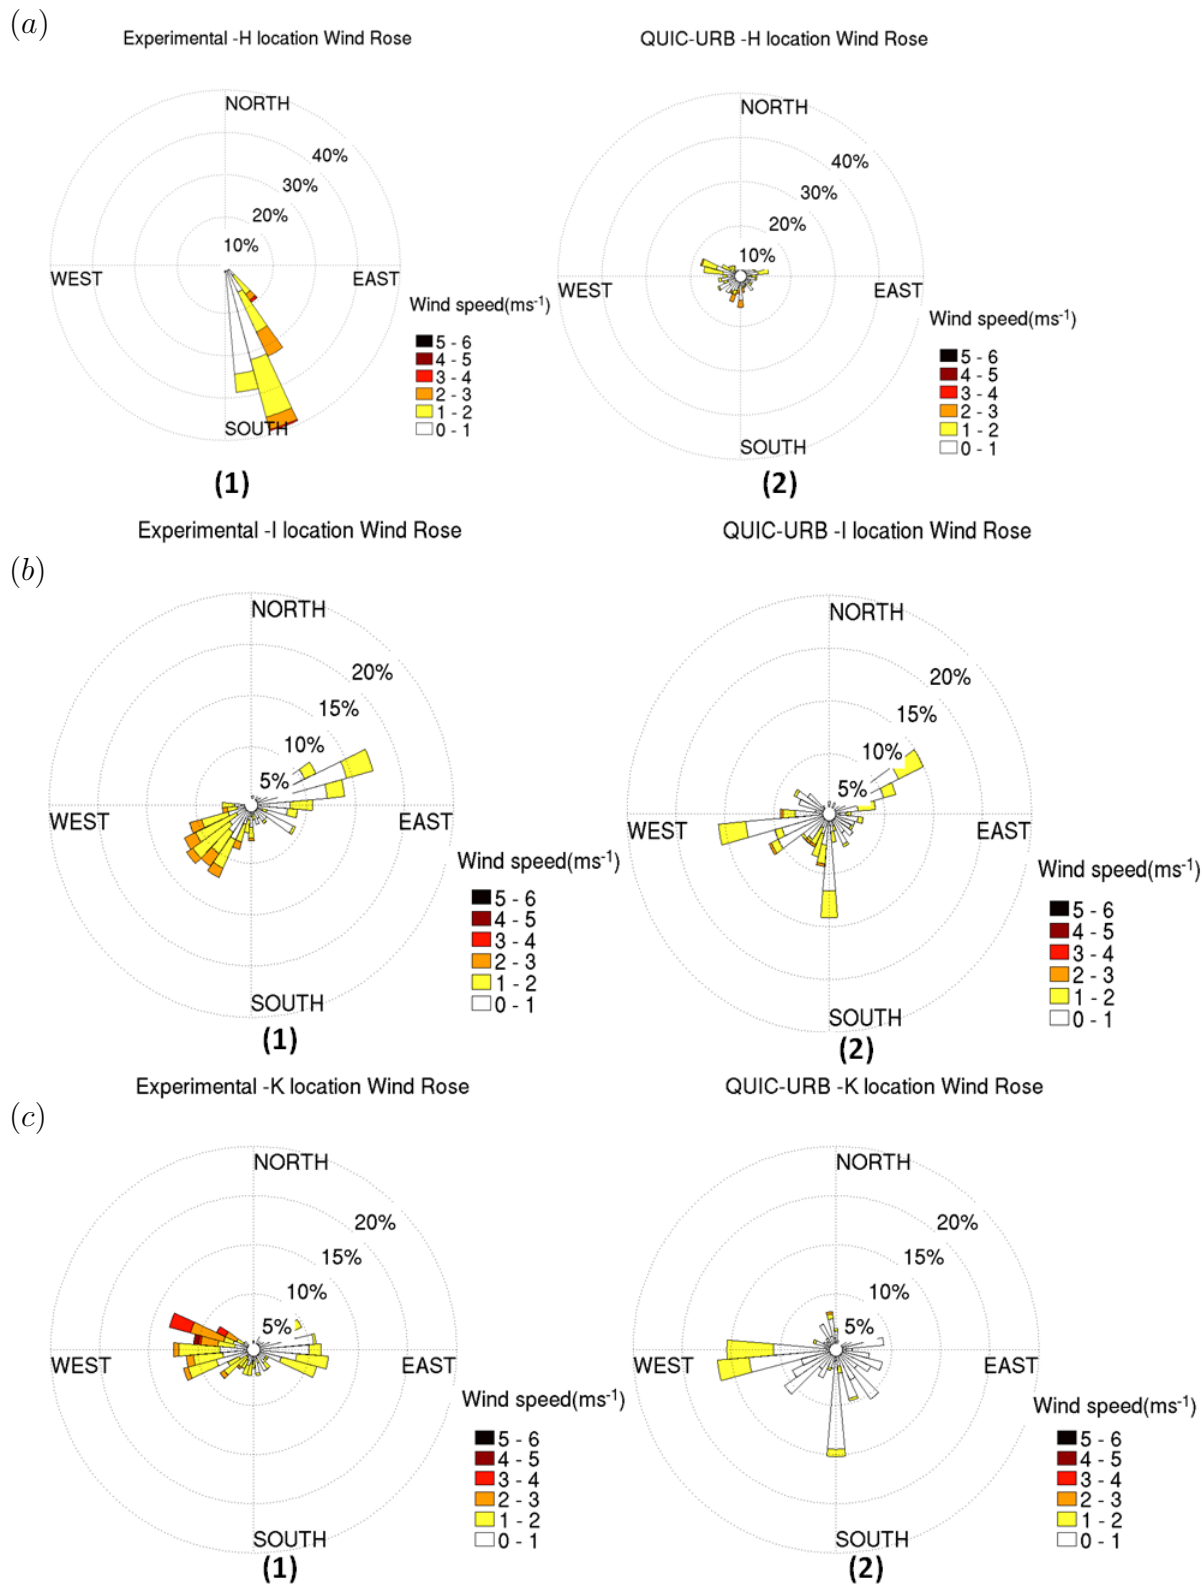 (a)
Experimental -H location Wind Rose
QUIC-URB -H location Wind Rose
NORTH
40%
30%
20%
10%
WEST
EAST
SOUTH
Wind speed(ms-1)
5 - 6
4 - 5
3 - 4
2 - 3
1 - 2
0 - 1
(1)
NORTH
40%
30%
20%
10%
WEST
EAST
SOUTH
Wind speed(ms-1)
5 - 6
4 - 5
3 - 4
2 - 3
1 - 2
0 - 1
(2)
Experimental -I location Wind Rose
QUIC-URB -I location Wind Rose
(b)
NORTH
20%
15%
10%
5%
WEST
EAST
SOUTH
Wind speed(ms-1)
5 - 6
4 - 5
3 - 4
2 - 3
1 - 2
0 - 1
(1)
NORTH
20%
15%
10%
5%
WEST
EAST
SOUTH
Wind speed(ms-1)
5 - 6
4 - 5
3 - 4
2 - 3
1 - 2
0 - 1
(2)
Experimental -K location Wind Rose
QUIC-URB -K location Wind Rose
(c)
NORTH
20%
15%
10%
5%
WEST
EAST
SOUTH
Wind speed(ms-1)
5 - 6
4 - 5
3 - 4
2 - 3
1 - 2
0 - 1
(1)
NORTH
20%
15%
10%
5%
WEST
EAST
SOUTH
Wind speed(ms-1)
5 - 6
4 - 5
3 - 4
2 - 3
1 - 2
0 - 1
(2)